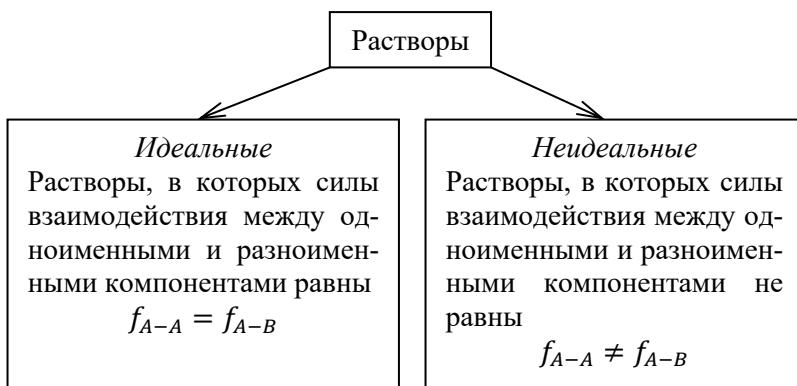 Растворы
Идеальные
Растворы, в которых силы
взаимодействия между од-
ноименными и разноимен-
ными компонентами равны
f_{A-A} = f_{A-B}
Неидеальные
Растворы, в которых силы
взаимодействия между од-
ноименными и разноимен-
ными компонентами не
равны
f_{A-A} ≠ f_{A-B}